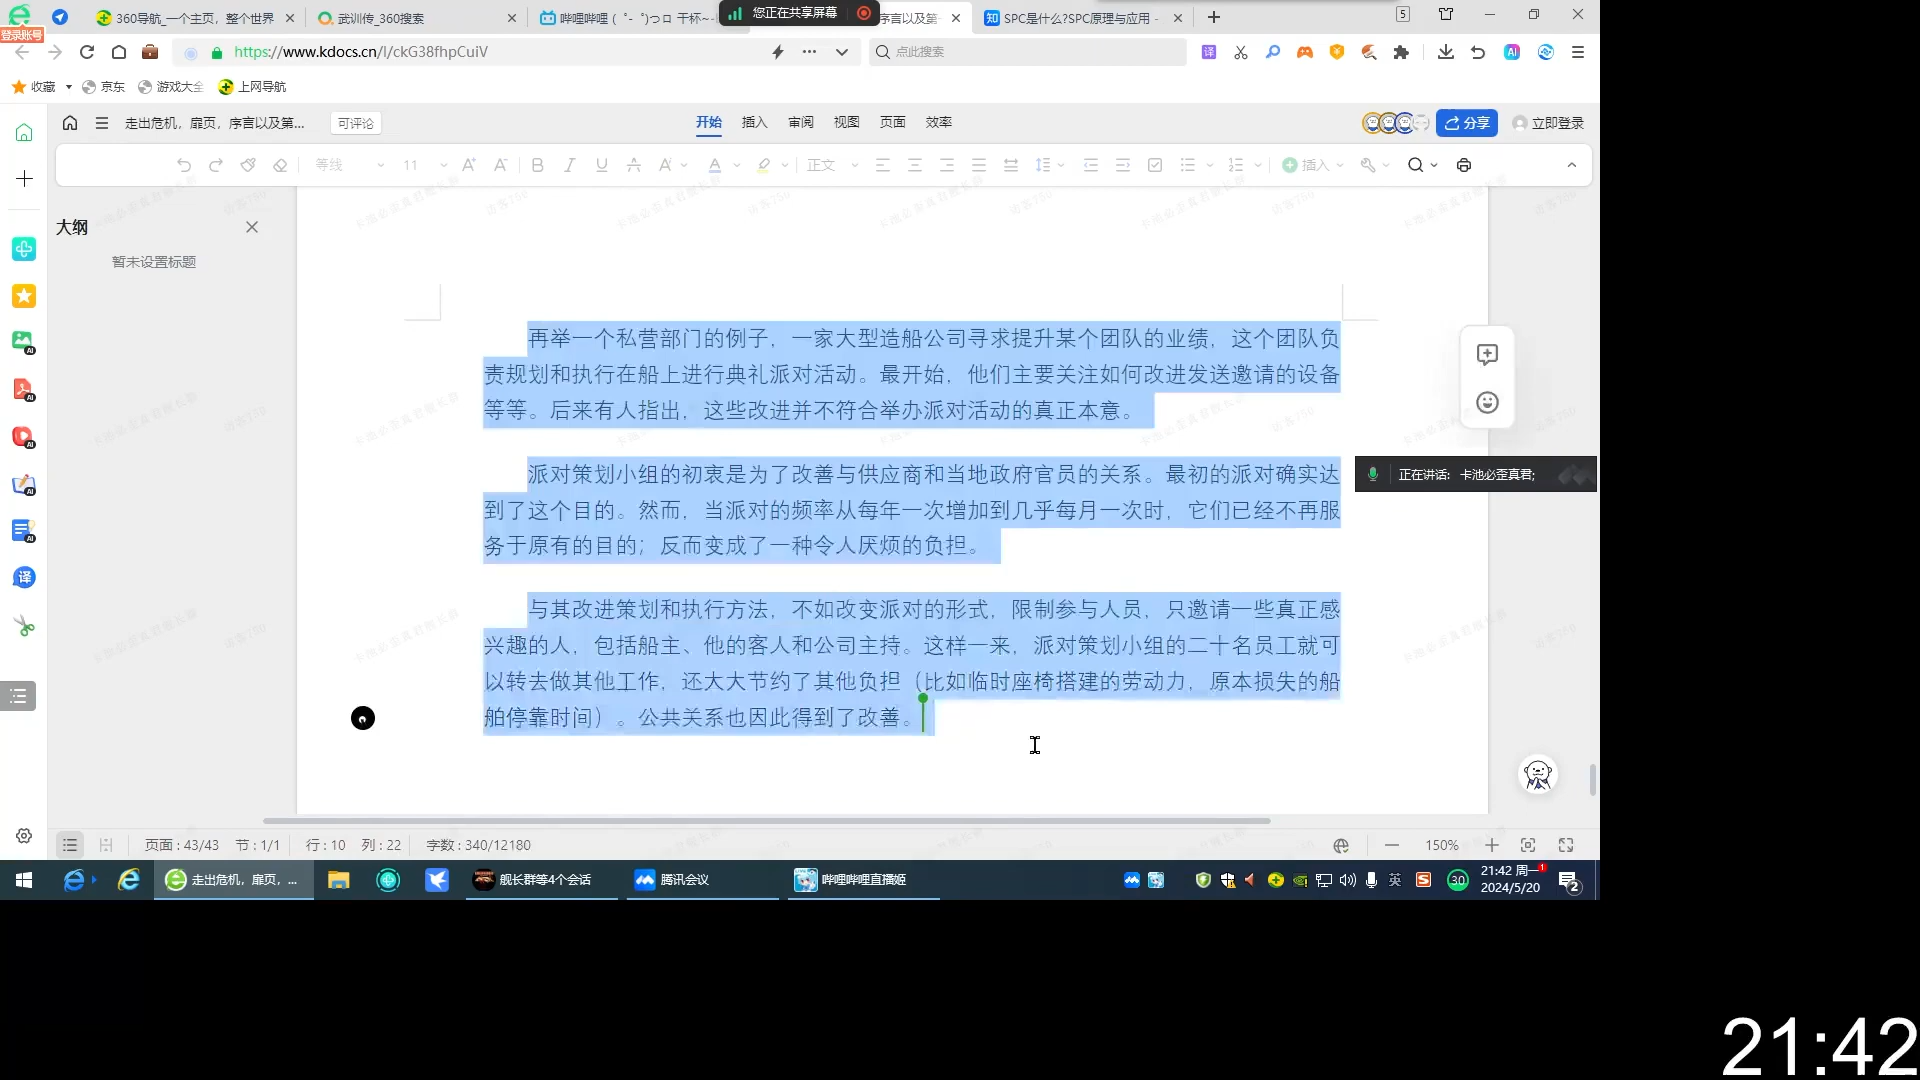 登录账号
360导航_一个主页，整个世界
武训传_360搜索
哔哩哔哩 ( ゜- ゜)つロ 干杯~-
您正在共享屏幕
序言以及第
SPC是什么?SPC原理与应用 -
5
https://www.kdocs.cn/l/ckG38fhpCuiV
点此搜索
收藏
京东
游戏大全
上网导航
走出危机，扉页，序言以及第...
可评论
开始
插入
审阅
视图
页面
效率
分享
立即登录
等线
11
正文
插入
大纲
暂未设置标题
再举一个私营部门的例子，一家大型造船公司寻求提升某个团队的业绩，这个团队负
责规划和执行在船上进行典礼派对活动。最开始，他们主要关注如何改进发送邀请的设备
等等。后来有人指出，这些改进并不符合举办派对活动的真正本意。
派对策划小组的初衷是为了改善与供应商和当地政府官员的关系。最初的派对确实达
到了这个目的。然而，当派对的频率从每年一次增加到几乎每月一次时，它们已经不再服
务于原有的目的；反而变成了一种令人厌烦的负担。
正在讲话: 卡池必歪真君;
与其改进策划和执行方法，不如改变派对的形式，限制参与人员，只邀请一些真正感
兴趣的人，包括船主、他的客人和公司主持。这样一来，派对策划小组的二十名员工就可
以转去做其他工作，还大大节约了其他负担（比如临时座椅搭建的劳动力，原本损失的船
舶停靠时间）。公共关系也因此得到了改善。
页面 : 43/43
节 : 1/1
行 : 10
列 : 22
字数 : 340/12180
150%
走出危机，扉页，...
舰长群等4个会话
腾讯会议
哔哩哔哩直播姬
英
30
21:42 周一
2024/5/20
2
21:42